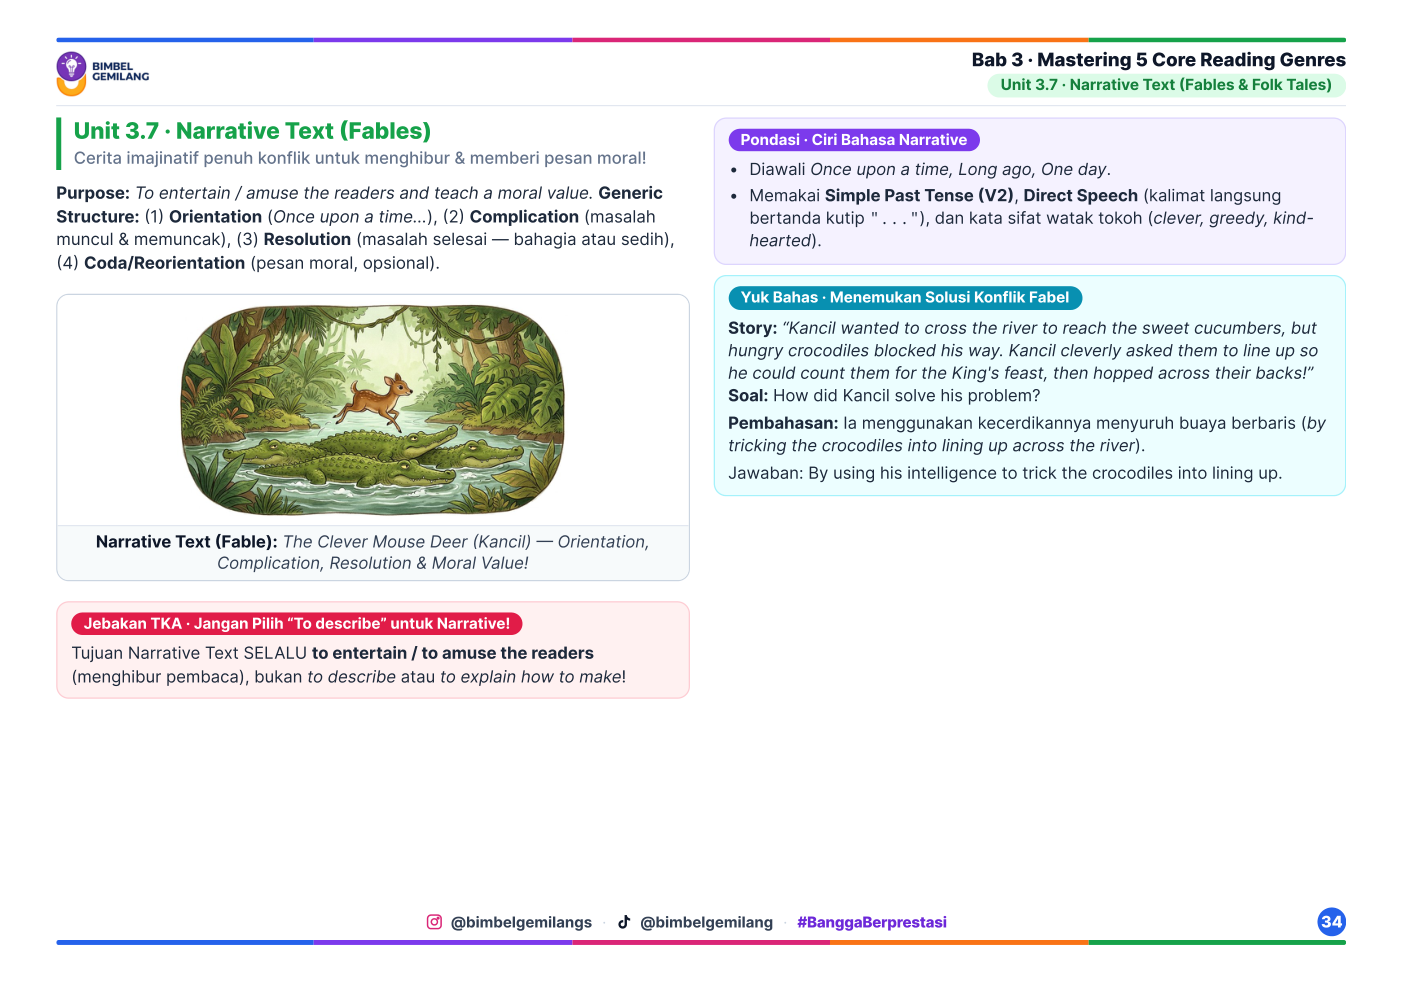 BIMBEL
GEMILANG
Bab 3 · Mastering 5 Core Reading Genres
Unit 3.7 · Narrative Text (Fables & Folk Tales)
Unit 3.7 · Narrative Text (Fables)
Cerita imajinatif penuh konflik untuk menghibur & memberi pesan moral!
Purpose: To entertain / amuse the readers and teach a moral value. Generic
Structure: (1) Orientation (Once upon a time...), (2) Complication (masalah
muncul & memuncak), (3) Resolution (masalah selesai — bahagia atau sedih),
(4) Coda/Reorientation (pesan moral, opsional).
Narrative Text (Fable): The Clever Mouse Deer (Kancil) — Orientation,
Complication, Resolution & Moral Value!
Jebakan TKA · Jangan Pilih “To describe” untuk Narrative!
Tujuan Narrative Text SELALU to entertain / to amuse the readers
(menghibur pembaca), bukan to describe atau to explain how to make!
Pondasi · Ciri Bahasa Narrative
• Diawali Once upon a time, Long ago, One day.
• Memakai Simple Past Tense (V2), Direct Speech (kalimat langsung
bertanda kutip "..."), dan kata sifat watak tokoh (clever, greedy, kind-
hearted).
Yuk Bahas · Menemukan Solusi Konflik Fabel
Story: “Kancil wanted to cross the river to reach the sweet cucumbers, but
hungry crocodiles blocked his way. Kancil cleverly asked them to line up so
he could count them for the King's feast, then hopped across their backs!”
Soal: How did Kancil solve his problem?
Pembahasan: Ia menggunakan kecerdikannya menyuruh buaya berbaris (by
tricking the crocodiles into lining up across the river).
Jawaban: By using his intelligence to trick the crocodiles into lining up.
@bimbelgemilangs · @bimbelgemilang · #BanggaBerprestasi
34